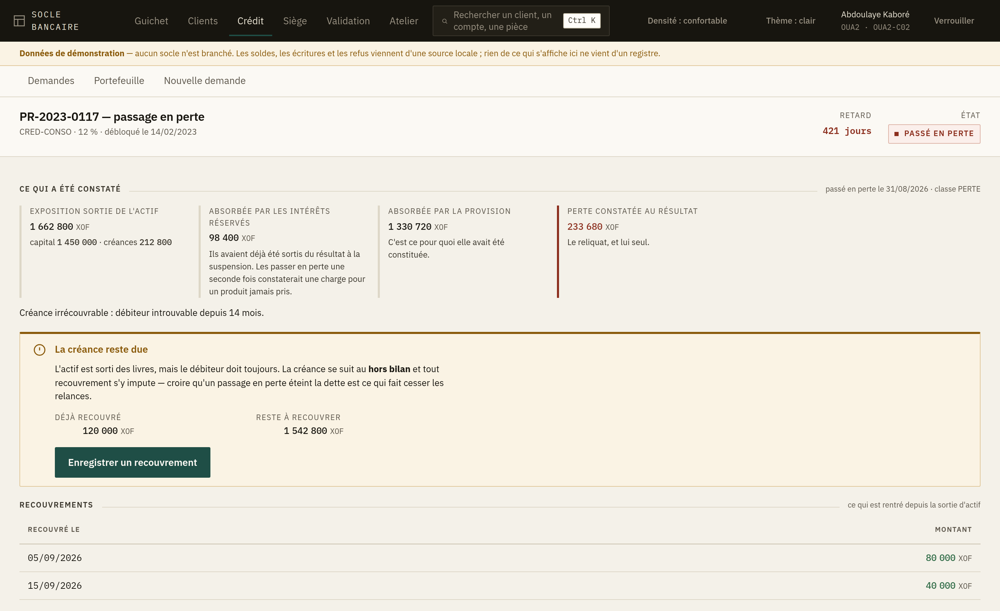 SOCLE
BANCAIRE
Guichet
Clients
Crédit
Siège
Validation
Atelier
Rechercher un client, un
compte, une pièce
Ctrl K
Densité : confortable
Thème : clair
Abdoulaye Kaboré
OUA2 · OUA2-C02
Verrouiller
Données de démonstration — aucun socle n'est branché. Les soldes, les écritures et les refus viennent d'une source locale ; rien de ce qui s'affiche ici ne vient d'un registre.
Demandes
Portefeuille
Nouvelle demande
PR-2023-0117 — passage en perte
CRED-CONSO · 12 % · débloqué le 14/02/2023
RETARD
421 jours
ÉTAT
PASSÉ EN PERTE
CE QUI A ÉTÉ CONSTATÉ
passé en perte le 31/08/2026 · classe PERTE
EXPOSITION SORTIE DE L'ACTIF
1 662 800 XOF
capital 1 450 000 · créances 212 800
ABSORBÉE PAR LES INTÉRÊTS
RÉSERVÉS
98 400 XOF
Ils avaient déjà été sortis du résultat à la
suspension. Les passer en perte une
seconde fois constaterait une charge pour
un produit jamais pris.
ABSORBÉE PAR LA PROVISION
1 330 720 XOF
C'est ce pour quoi elle avait été
constituée.
PERTE CONSTATÉE AU RÉSULTAT
233 680 XOF
Le reliquat, et lui seul.
Créance irrécouvrable : débiteur introuvable depuis 14 mois.
La créance reste due
L'actif est sorti des livres, mais le débiteur doit toujours. La créance se suit au hors bilan et tout
recouvrement s'y impute — croire qu'un passage en perte éteint la dette est ce qui fait cesser les
relances.
DÉJÀ RECOUVRÉ
120 000 XOF
RESTE À RECOUVRER
1 542 800 XOF
Enregistrer un recouvrement
RECOUVREMENTS
ce qui est rentré depuis la sortie d'actif
RECOUVRÉ LE
MONTANT
05/09/2026
80 000 XOF
15/09/2026
40 000 XOF